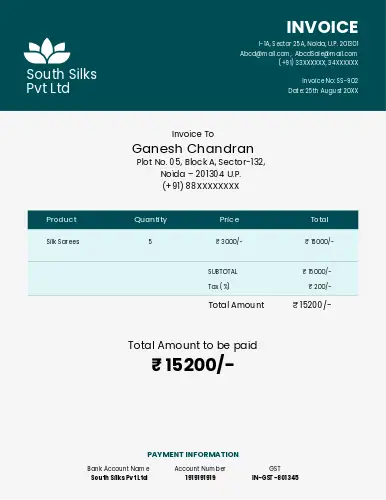 INVOICE
1-1A, Sector 25A, Noida, U.P. 201301
Abcd@mail.com, AbcdSale@mail.com
(+91) 33XXXXXX, 34XXXXXX
South Silks
Pvt Ltd
Invoice No: SS-902
Date: 25th August 20XX
Invoice To
Ganesh Chandran
Plot No. 05, Block A, Sector-132,
Noida – 201304 U.P.
(+91) 88XXXXXXXX
Product Quantity Price Total
Silk Sarees 5 ₹ 3000/- ₹ 15000/-
SUBTOTAL ₹ 15000/-
Tax (%) ₹ 200/-
Total Amount ₹ 15200/-
Total Amount to be paid
₹ 15200/-
PAYMENT INFORMATION
Bank Account Name Account Number GST
South Silks Pvt Ltd 1919191919 IN-GST-801345